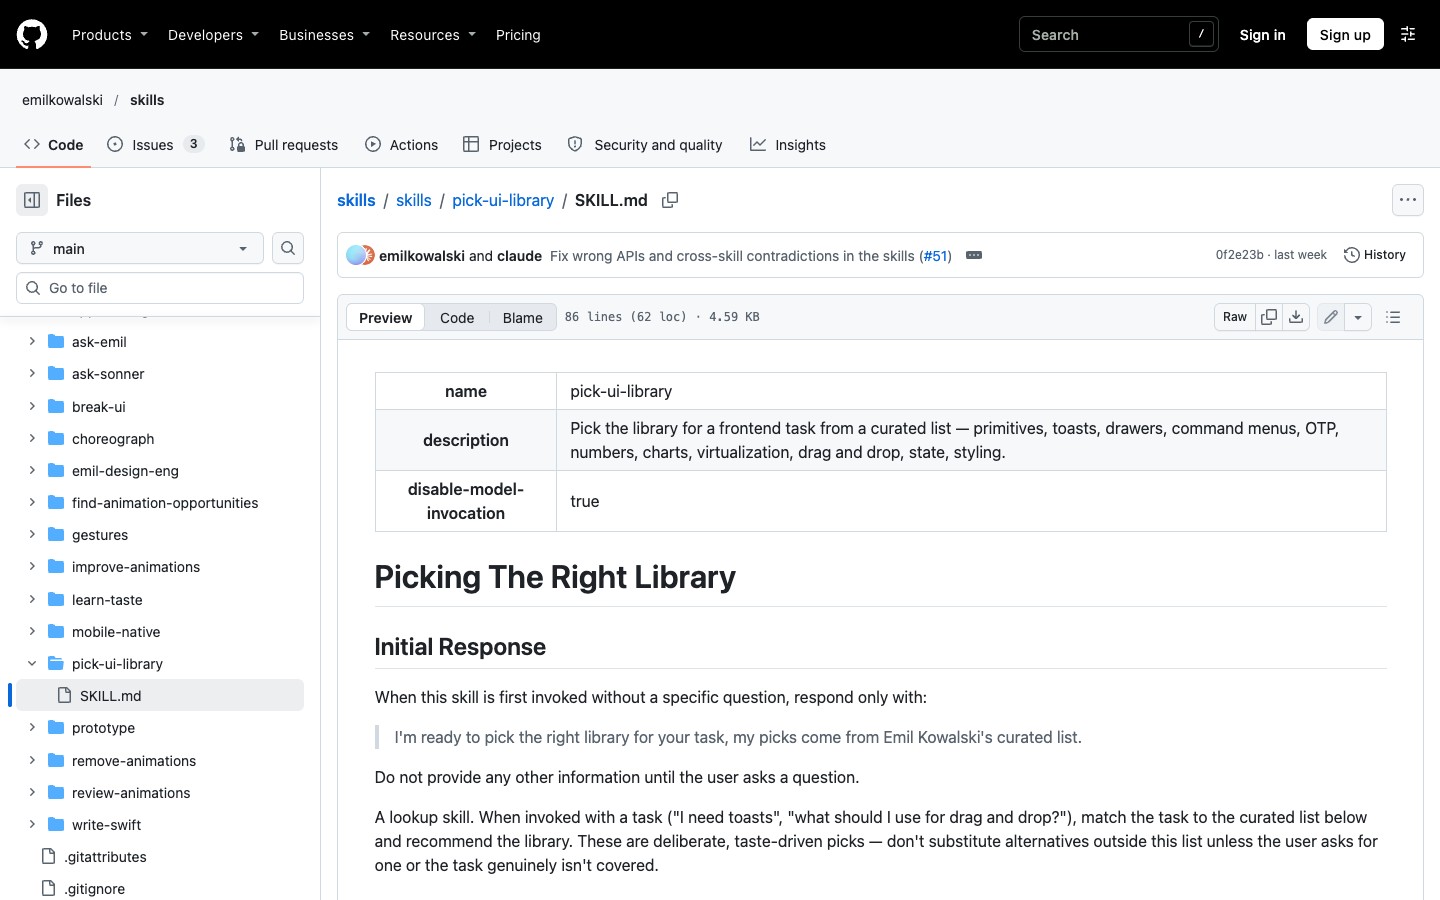 Products
Developers
Businesses
Resources
Pricing
Search
/
Sign in
Sign up
emilkowalski / skills
Code
Issues 3
Pull requests
Actions
Projects
Security and quality
Insights
Files
main
Go to file
ask-emil
ask-sonner
break-ui
choreograph
emil-design-eng
find-animation-opportunities
gestures
improve-animations
learn-taste
mobile-native
pick-ui-library
SKILL.md
prototype
remove-animations
review-animations
write-swift
.gitattributes
.gitignore
skills / skills / pick-ui-library / SKILL.md
emilkowalski and claude Fix wrong APIs and cross-skill contradictions in the skills (#51)
0f2e23b · last week
History
Preview
Code
Blame
86 lines (62 loc) · 4.59 KB
Raw
name
pick-ui-library
description
Pick the library for a frontend task from a curated list — primitives, toasts, drawers, command menus, OTP,
numbers, charts, virtualization, drag and drop, state, styling.
disable-model-
invocation
true
Picking The Right Library
Initial Response
When this skill is first invoked without a specific question, respond only with:
I'm ready to pick the right library for your task, my picks come from Emil Kowalski's curated list.
Do not provide any other information until the user asks a question.
A lookup skill. When invoked with a task ("I need toasts", "what should I use for drag and drop?"), match the task to the curated list below
and recommend the library. These are deliberate, taste-driven picks — don't substitute alternatives outside this list unless the user asks for
one or the task genuinely isn't covered.